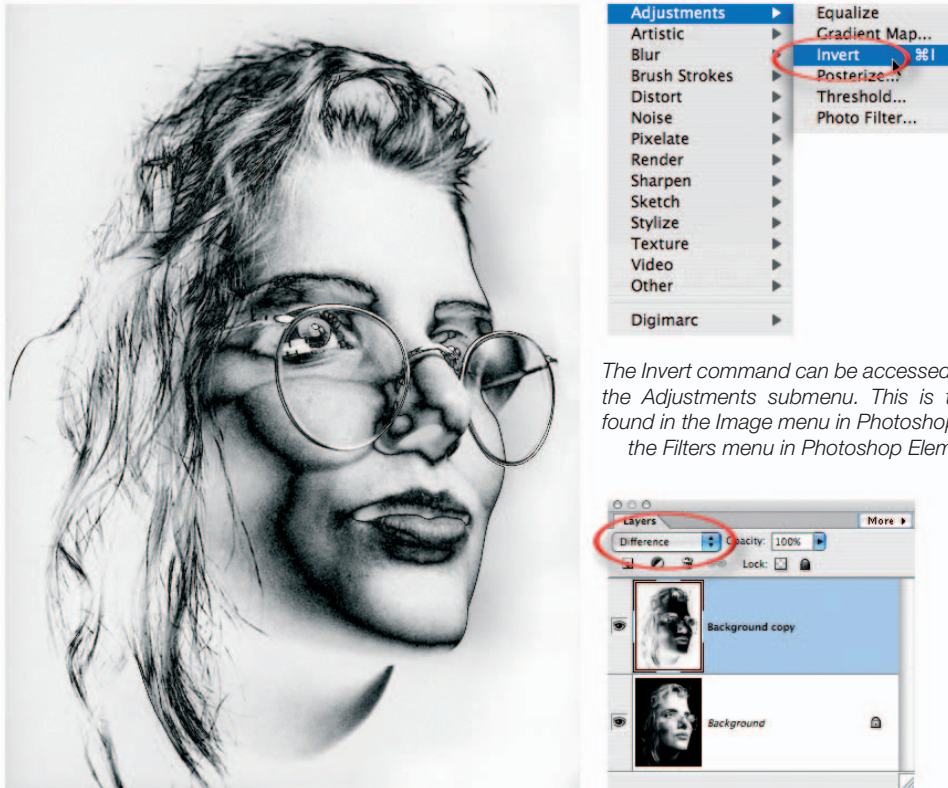 Adjustments
Artistic
Blur
Brush Strokes
Distort
Noise
Pixelate
Render
Sharpen
Sketch
Stylize
Texture
Video
Other
Digimarc
Equalize
Gradient Map...
Invert ⌘I
Posterize...
Threshold...
Photo Filter...
The Invert command can be accessed
the Adjustments submenu. This is
found in the Image menu in Photoshop
the Filters menu in Photoshop
Layers More
Difference Opacity: 100%
Lock:
Background copy
Background